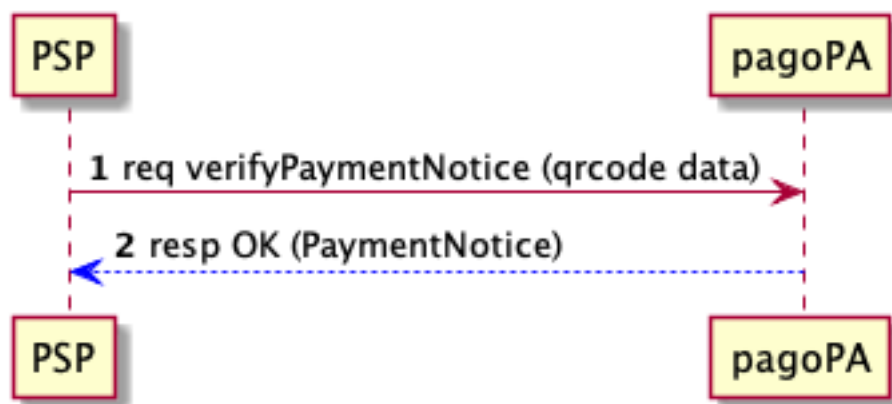 PSP pagoPA
1 req verifyPaymentNotice (qrcode data)
2 resp OK (PaymentNotice)
PSP pagoPA